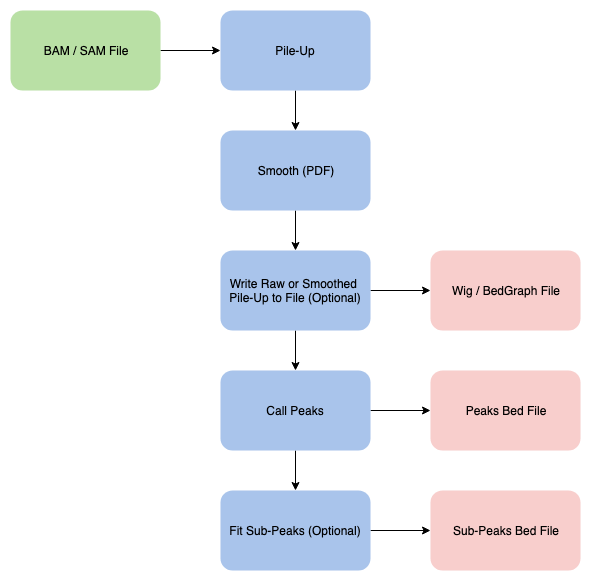 BAM / SAM File
Pile-Up
Smooth (PDF)
Write Raw or Smoothed
Pile-Up to File (Optional)
Wig / BedGraph File
Call Peaks
Peaks Bed File
Fit Sub-Peaks (Optional)
Sub-Peaks Bed File